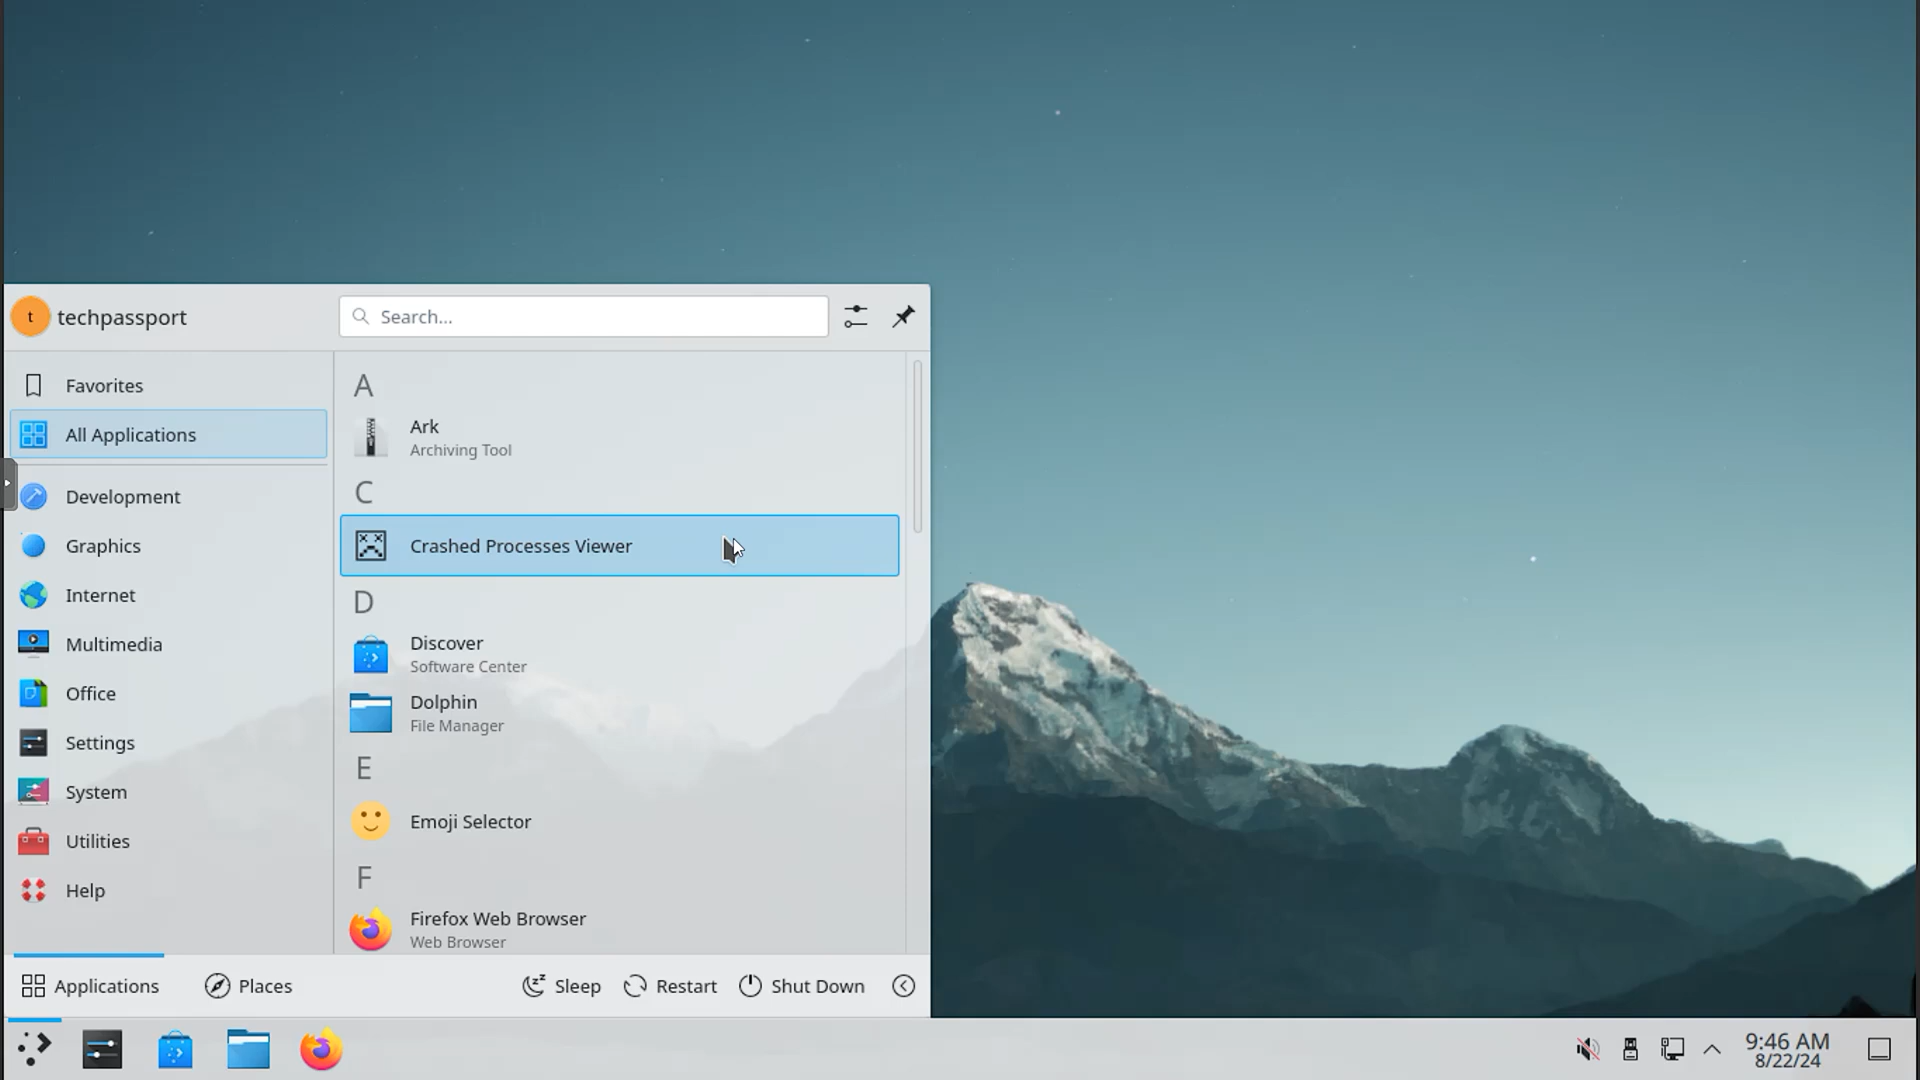 t techpassport
Search...
Favorites
All Applications
Development
Graphics
Internet
Multimedia
Office
Settings
System
Utilities
Help
A
Ark
Archiving Tool
C
Crashed Processes Viewer
D
Discover
Software Center
Dolphin
File Manager
E
Emoji Selector
F
Firefox Web Browser
Web Browser
Applications Places Sleep Restart Shut Down
9:46 AM
8/22/24